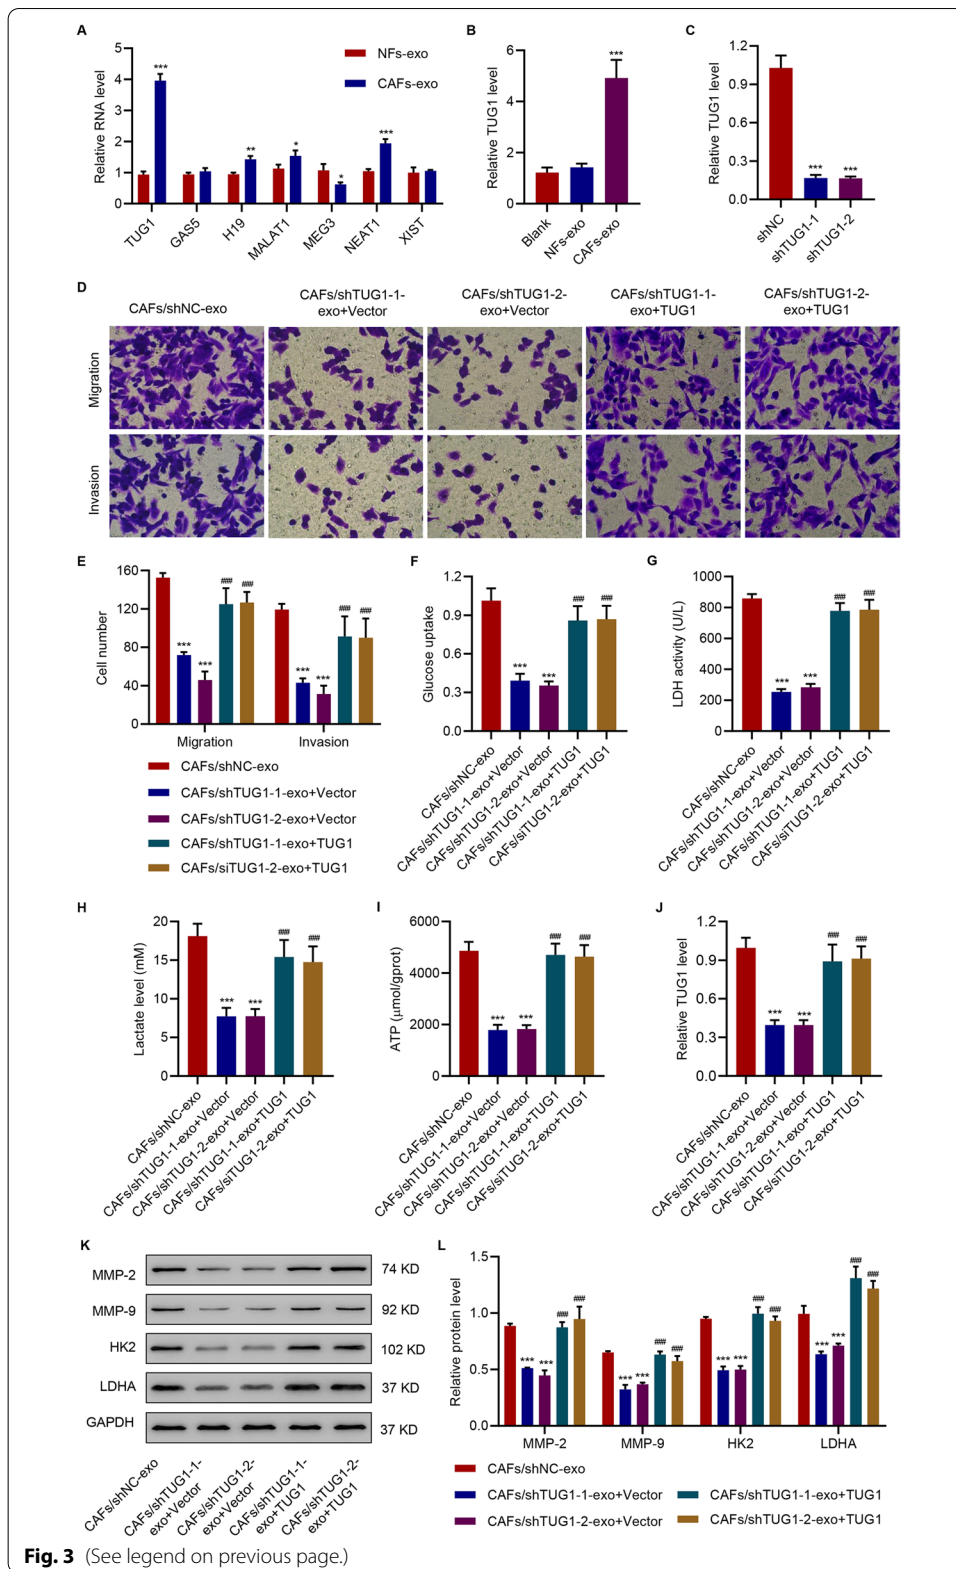 A
Relative RNA level
5
4
3
2
1
0
***
**
*
*
***
NFs-exo
CAFs-exo
TUG1
GAS5
H19
MALAT1
MEG3
NEAT1
XIST
B
Relative TUG1 level
6
4
2
0
***
Blank
NFs-exo
CAFs-exo
C
Relative TUG1 level
1.2
0.9
0.6
0.3
0.0
***
***
shNC
shTUG1-1
shTUG1-2
D
CAFs/shNC-exo
CAFs/shTUG1-1-
exo+Vector
CAFs/shTUG1-2-
exo+Vector
CAFs/shTUG1-1-
exo+TUG1
CAFs/shTUG1-2-
exo+TUG1
Migration
Invasion
E
Cell number
160
120
80
40
0
***
***
###
###
***
***
###
###
Migration
Invasion
CAFs/shNC-exo
CAFs/shTUG1-1-exo+Vector
CAFs/shTUG1-2-exo+Vector
CAFs/shTUG1-1-exo+TUG1
CAFs/siTUG1-2-exo+TUG1
F
Glucose uptake
1.2
0.9
0.6
0.3
0.0
***
***
###
###
CAFs/shNC-exo
CAFs/shTUG1-1-exo+Vector
CAFs/shTUG1-2-exo+Vector
CAFs/shTUG1-1-exo+TUG1
CAFs/siTUG1-2-exo+TUG1
G
LDH activity (U/L)
1000
800
600
400
200
0
***
***
###
###
CAFs/shNC-exo
CAFs/shTUG1-1-exo+Vector
CAFs/shTUG1-2-exo+Vector
CAFs/shTUG1-1-exo+TUG1
CAFs/siTUG1-2-exo+TUG1
H
Lactate level (mM)
20
15
10
5
0
***
***
###
###
CAFs/shNC-exo
CAFs/shTUG1-1-exo+Vector
CAFs/shTUG1-2-exo+Vector
CAFs/shTUG1-1-exo+TUG1
CAFs/siTUG1-2-exo+TUG1
I
ATP (μmol/gprot)
6000
4000
2000
0
***
***
###
###
CAFs/shNC-exo
CAFs/shTUG1-1-exo+Vector
CAFs/shTUG1-2-exo+Vector
CAFs/shTUG1-1-exo+TUG1
CAFs/siTUG1-2-exo+TUG1
J
Relative TUG1 level
1.2
0.9
0.6
0.3
0.0
***
***
###
###
CAFs/shNC-exo
CAFs/shTUG1-1-exo+Vector
CAFs/shTUG1-2-exo+Vector
CAFs/shTUG1-1-exo+TUG1
CAFs/siTUG1-2-exo+TUG1
K
MMP-2
74 KD
MMP-9
92 KD
HK2
102 KD
LDHA
37 KD
GAPDH
37 KD
CAFs/shNC-exo
CAFs/shTUG1-1-
exo+Vector
CAFs/shTUG1-2-
exo+Vector
CAFs/shTUG1-1-
exo+TUG1
CAFs/shTUG1-2-
exo+TUG1
L
Relative protein level
1.5
1.0
0.5
0.0
***
***
###
###
***
***
###
###
***
***
###
###
***
***
###
###
MMP-2
MMP-9
HK2
LDHA
CAFs/shNC-exo
CAFs/shTUG1-1-exo+Vector
CAFs/shTUG1-2-exo+Vector
CAFs/shTUG1-1-exo+TUG1
CAFs/shTUG1-2-exo+TUG1
Fig. 3 (See legend on previous page.)